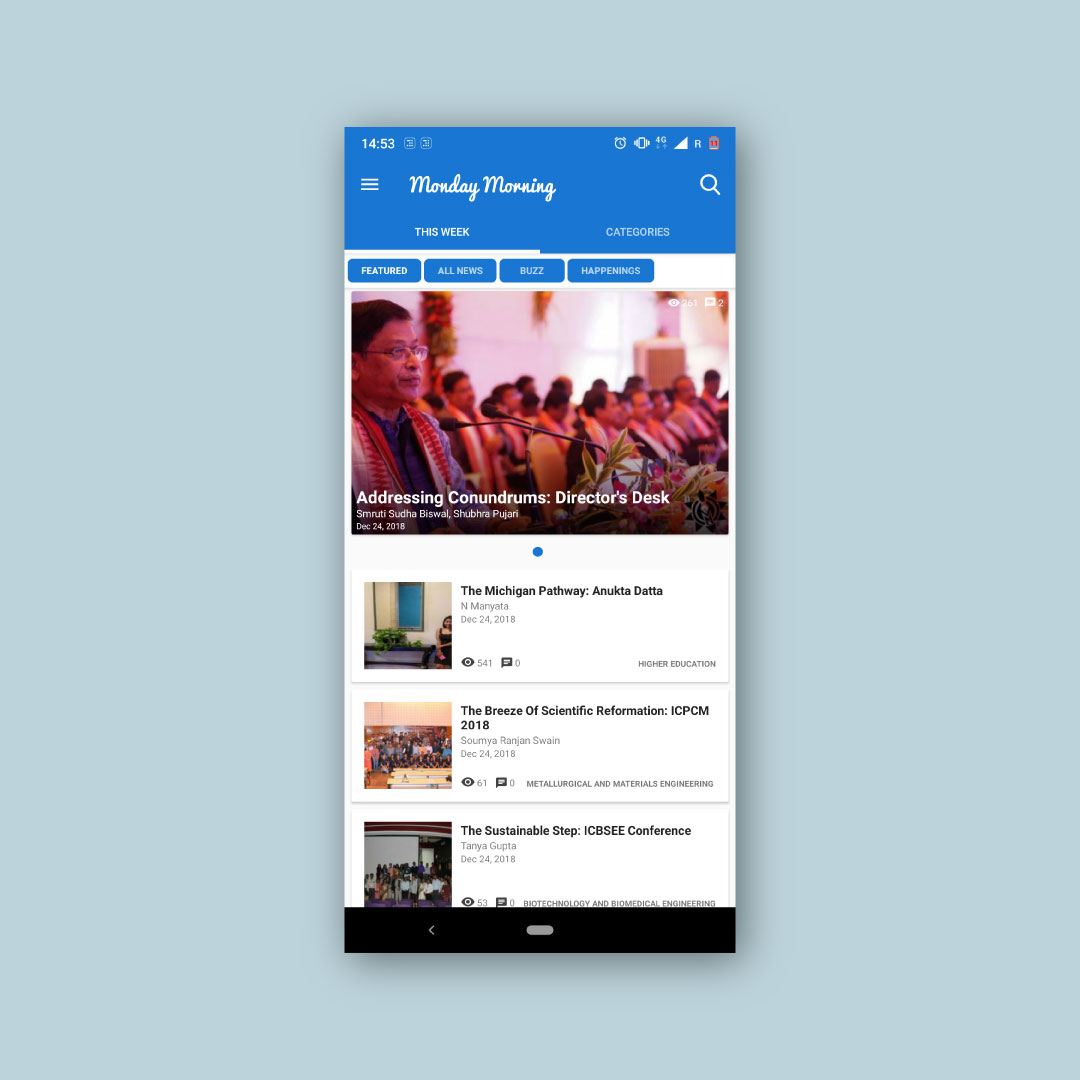 14:53 4G R
Monday Morning
THIS WEEK CATEGORIES
FEATURED ALL NEWS BUZZ HAPPENINGS
261 2
Addressing Conundrums: Director's Desk
Smruti Sudha Biswal, Shubhra Pujari
Dec 24, 2018
The Michigan Pathway: Anukta Datta
N Manyata
Dec 24, 2018
541 0 HIGHER EDUCATION
The Breeze Of Scientific Reformation: ICPCM
2018
Soumya Ranjan Swain
Dec 24, 2018
61 0 METALLURGICAL AND MATERIALS ENGINEERING
The Sustainable Step: ICBSEE Conference
Tanya Gupta
Dec 24, 2018
53 0 BIOTECHNOLOGY AND BIOMEDICAL ENGINEERING